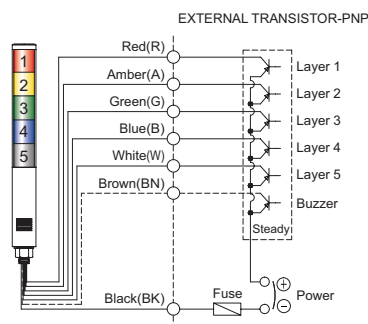 EXTERNAL TRANSISTOR-PNP
Red(R)
Layer 1
Amber(A)
Layer 2
Green(G)
Layer 3
Blue(B)
Layer 4
White(W)
Layer 5
Brown(BN)
Buzzer
Steady
1
2
3
4
5
Black(BK)
Fuse
+
Power
−